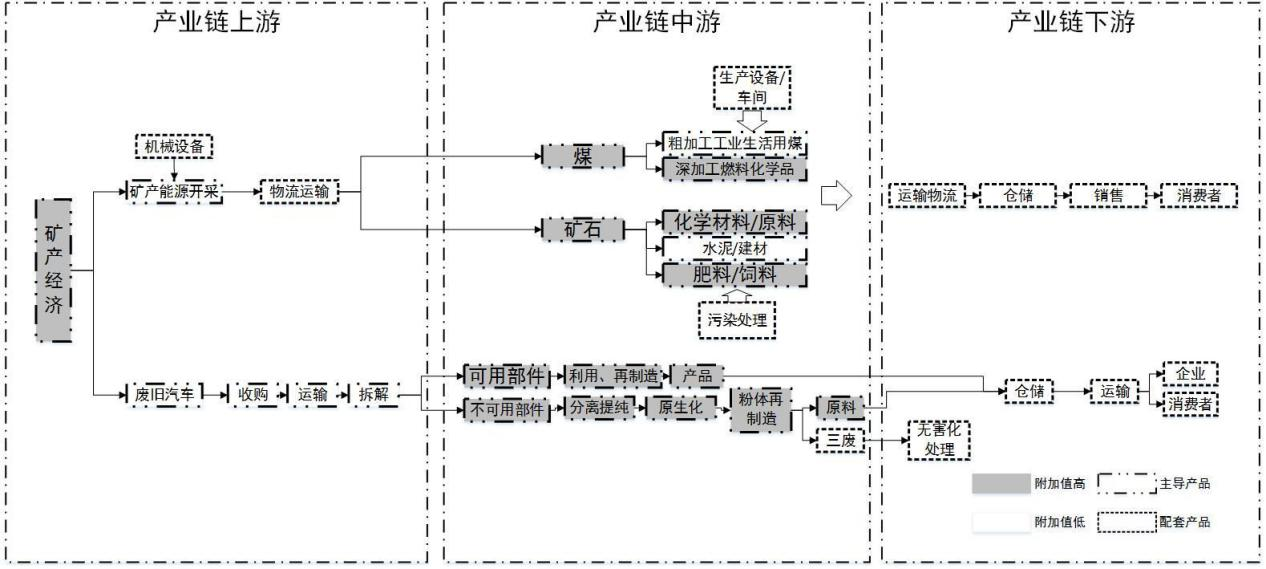 产业链上游
产业链中游
产业链下游
生产设备/
车间
机械设备
粗加工工业生活用煤
煤
深加工燃料化学品
矿产能源开采
物流运输
运输物流
仓储
销售
消费者
矿产经济
化学材料/原料
矿石
水泥/建材
肥料/饲料
污染处理
废旧汽车
收购
运输
拆解
可用部件
利用、再制造
产品
不可用部件
分离提纯
原生化
粉体再
制造
原料
三废
无害化
处理
仓储
运输
企业
消费者
附加值高
主导产品
附加值低
配套产品